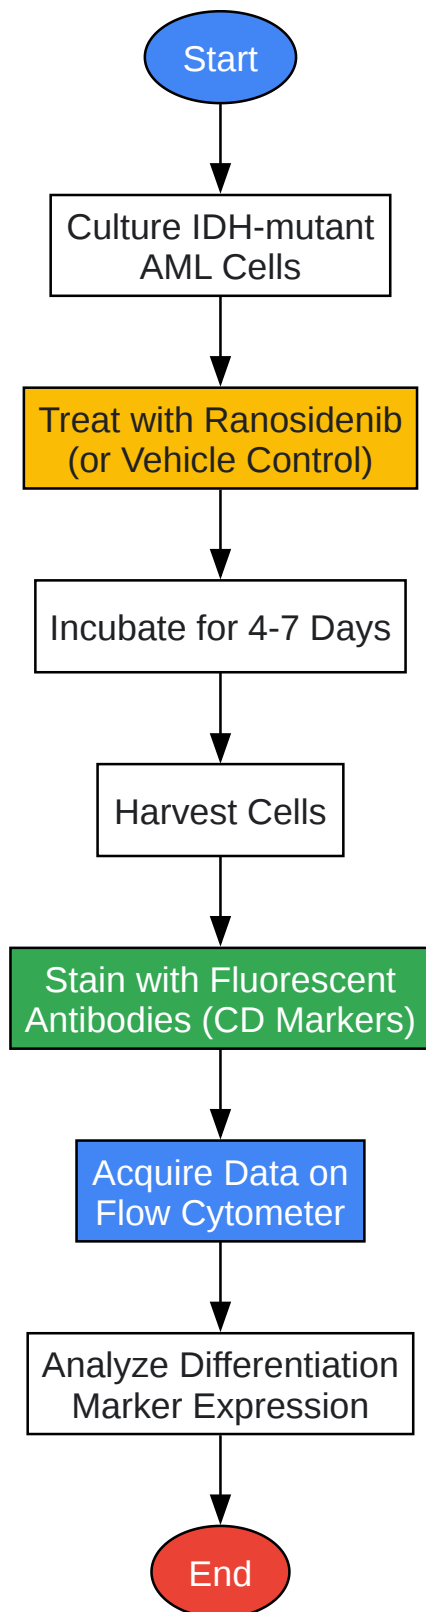 Start
Culture IDH-mutant
AML Cells
Treat with Ranosidenib
(or Vehicle Control)
Incubate for 4-7 Days
Harvest Cells
Stain with Fluorescent
Antibodies (CD Markers)
Acquire Data on
Flow Cytometer
Analyze Differentiation
Marker Expression
End